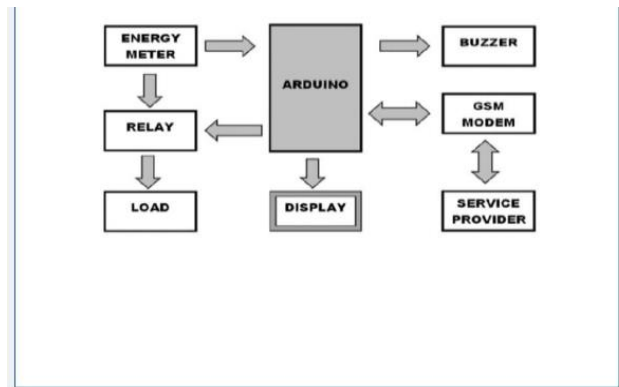 ENERGY
METER
BUZZER
ARDUINO
GSM
MODEM
RELAY
LOAD
DISPLAY
SERVICE
PROVIDER